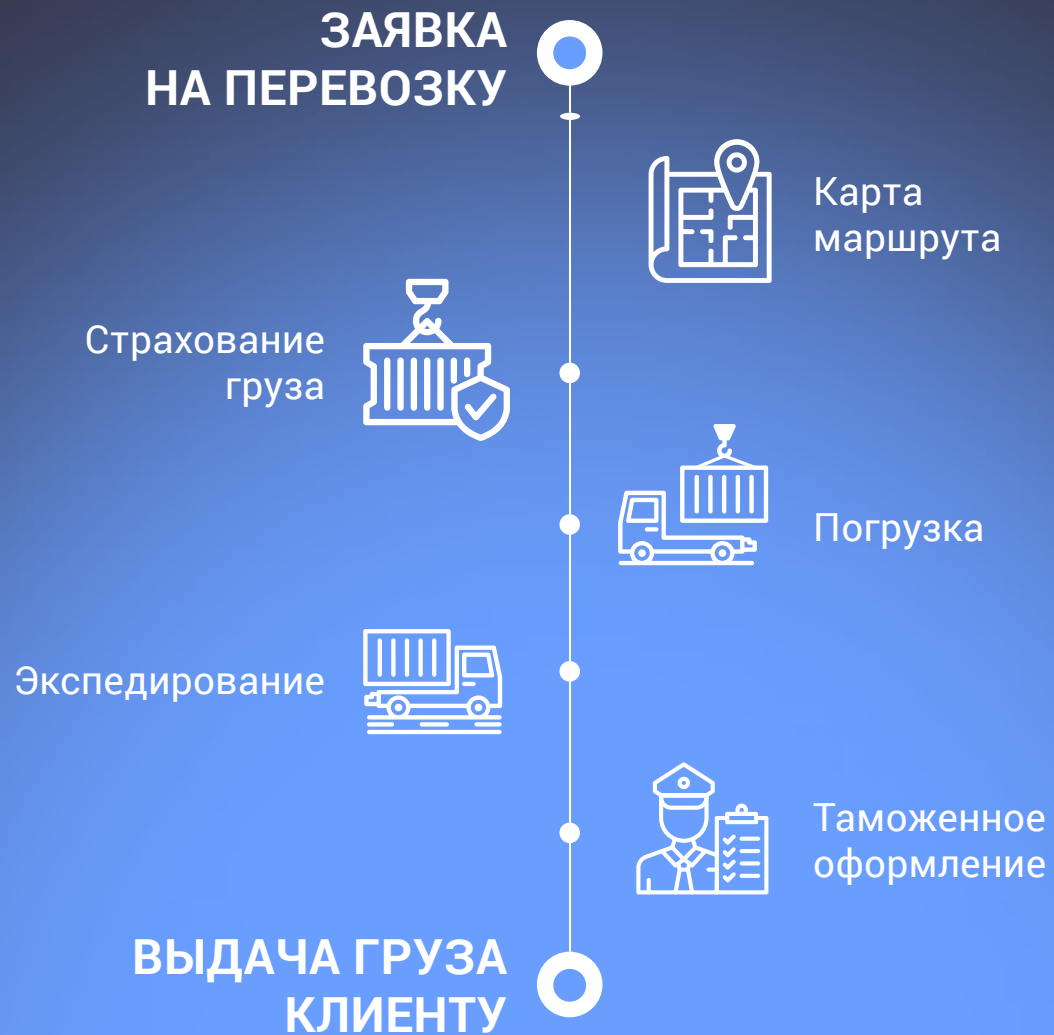 ЗАЯВКА
НА ПЕРЕВОЗКУ
Карта
маршрута
Страхование
груза
Погрузка
Экспедирование
Таможенное
оформление
ВЫДАЧА ГРУЗА
КЛИЕНТУ